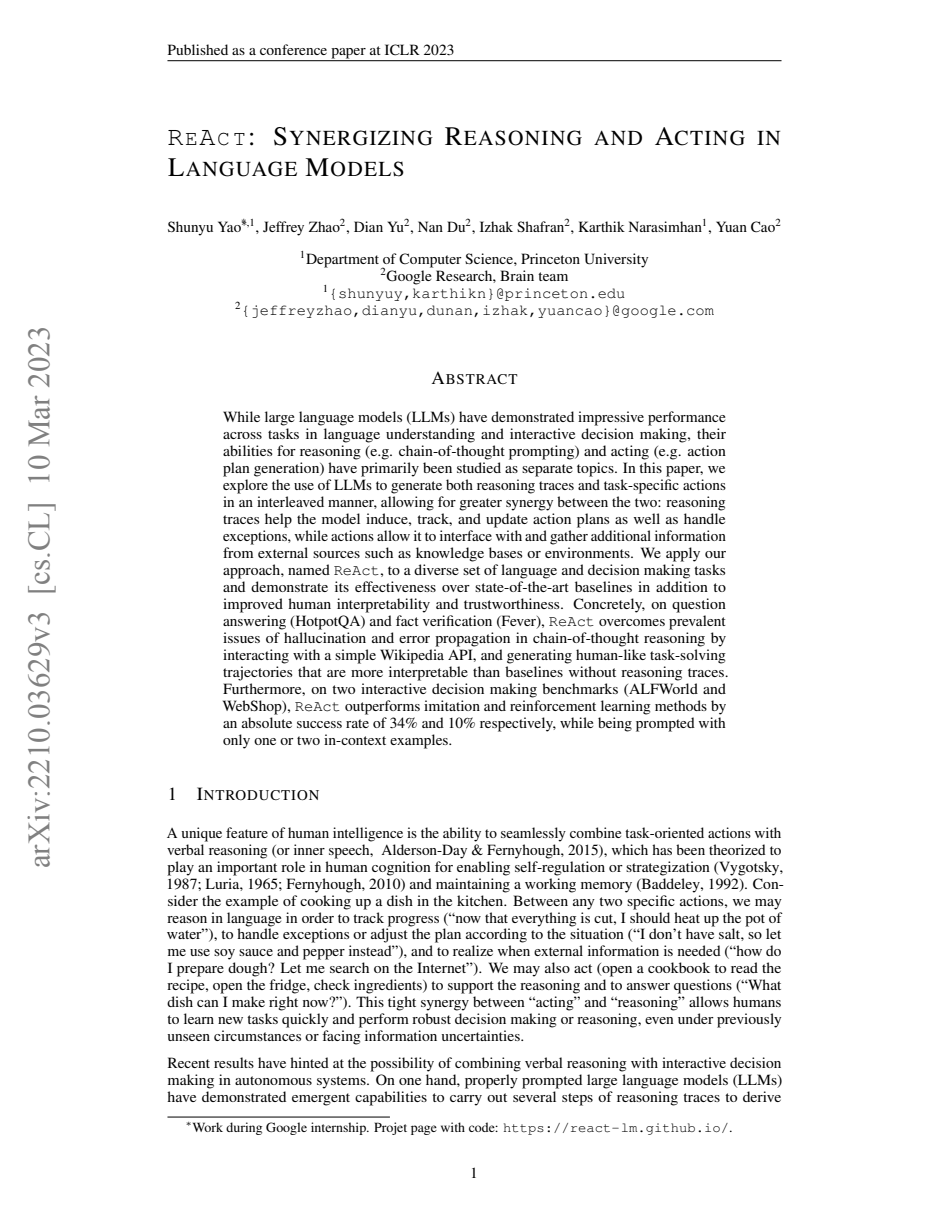 Published as a conference paper at ICLR 2023
REACT: SYNERGIZING REASONING AND ACTING IN
LANGUAGE MODELS
Shunyu Yao*,1, Jeffrey Zhao2, Dian Yu2, Nan Du2, Izhak Shafran2, Karthik Narasimhan1, Yuan Cao2
1Department of Computer Science, Princeton University
2Google Research, Brain team
1{shunyuy,karthikn}@princeton.edu
2{jeffreyzhao,dianyu,dunan,izhak,yuancao}@google.com
ABSTRACT
While large language models (LLMs) have demonstrated impressive performance
across tasks in language understanding and interactive decision making, their
abilities for reasoning (e.g. chain-of-thought prompting) and acting (e.g. action
plan generation) have primarily been studied as separate topics. In this paper, we
explore the use of LLMs to generate both reasoning traces and task-specific actions
in an interleaved manner, allowing for greater synergy between the two: reasoning
traces help the model induce, track, and update action plans as well as handle
exceptions, while actions allow it to interface with and gather additional information
from external sources such as knowledge bases or environments. We apply our
approach, named ReAct, to a diverse set of language and decision making tasks
and demonstrate its effectiveness over state-of-the-art baselines in addition to
improved human interpretability and trustworthiness. Concretely, on question
answering (HotpotQA) and fact verification (Fever), ReAct overcomes prevalent
issues of hallucination and error propagation in chain-of-thought reasoning by
interacting with a simple Wikipedia API, and generating human-like task-solving
trajectories that are more interpretable than baselines without reasoning traces.
Furthermore, on two interactive decision making benchmarks (ALFWorld and
WebShop), ReAct outperforms imitation and reinforcement learning methods by
an absolute success rate of 34% and 10% respectively, while being prompted with
only one or two in-context examples.
1 INTRODUCTION
A unique feature of human intelligence is the ability to seamlessly combine task-oriented actions with
verbal reasoning (or inner speech, Alderson-Day & Fernyhough, 2015), which has been theorized to
play an important role in human cognition for enabling self-regulation or strategization (Vygotsky,
1987; Luria, 1965; Fernyhough, 2010) and maintaining a working memory (Baddeley, 1992). Con-
sider the example of cooking up a dish in the kitchen. Between any two specific actions, we may
reason in language in order to track progress (“now that everything is cut, I should heat up the pot of
water”), to handle exceptions or adjust the plan according to the situation (“I don’t have salt, so let
me use soy sauce and pepper instead”), and to realize when external information is needed (“how do
I prepare dough? Let me search on the Internet”). We may also act (open a cookbook to read the
recipe, open the fridge, check ingredients) to support the reasoning and to answer questions (“What
dish can I make right now?”). This tight synergy between “acting” and “reasoning” allows humans
to learn new tasks quickly and perform robust decision making or reasoning, even under previously
unseen circumstances or facing information uncertainties.
Recent results have hinted at the possibility of combining verbal reasoning with interactive decision
making in autonomous systems. On one hand, properly prompted large language models (LLMs)
have demonstrated emergent capabilities to carry out several steps of reasoning traces to derive
*Work during Google internship. Projet page with code: https://react-lm.github.io/.
1
arXiv:2210.03629v3 [cs.CL] 10 Mar 2023